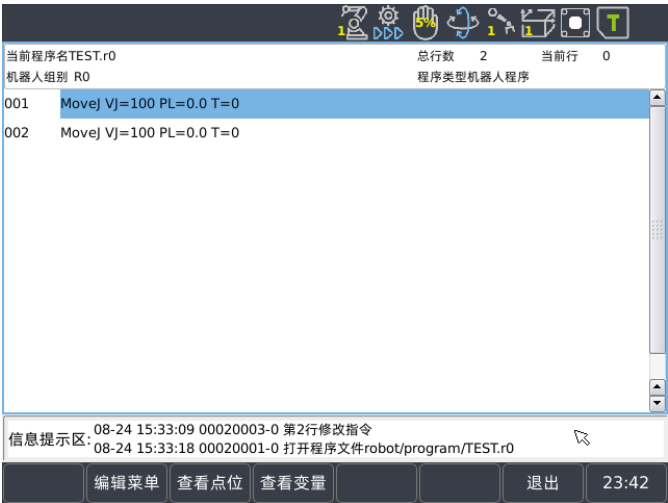 1 5% 1 1 T
当前程序名TEST.r0 总行数 2 当前行 0
机器人组别 R0 程序类型机器人程序
001 MoveJ VJ=100 PL=0.0 T=0
002 MoveJ VJ=100 PL=0.0 T=0
信息提示区:
08-24 15:33:09 00020003-0 第2行修改指令
08-24 15:33:18 00020001-0 打开程序文件robot/program/TEST.r0
编辑菜单 查看点位 查看变量 退出 23:42